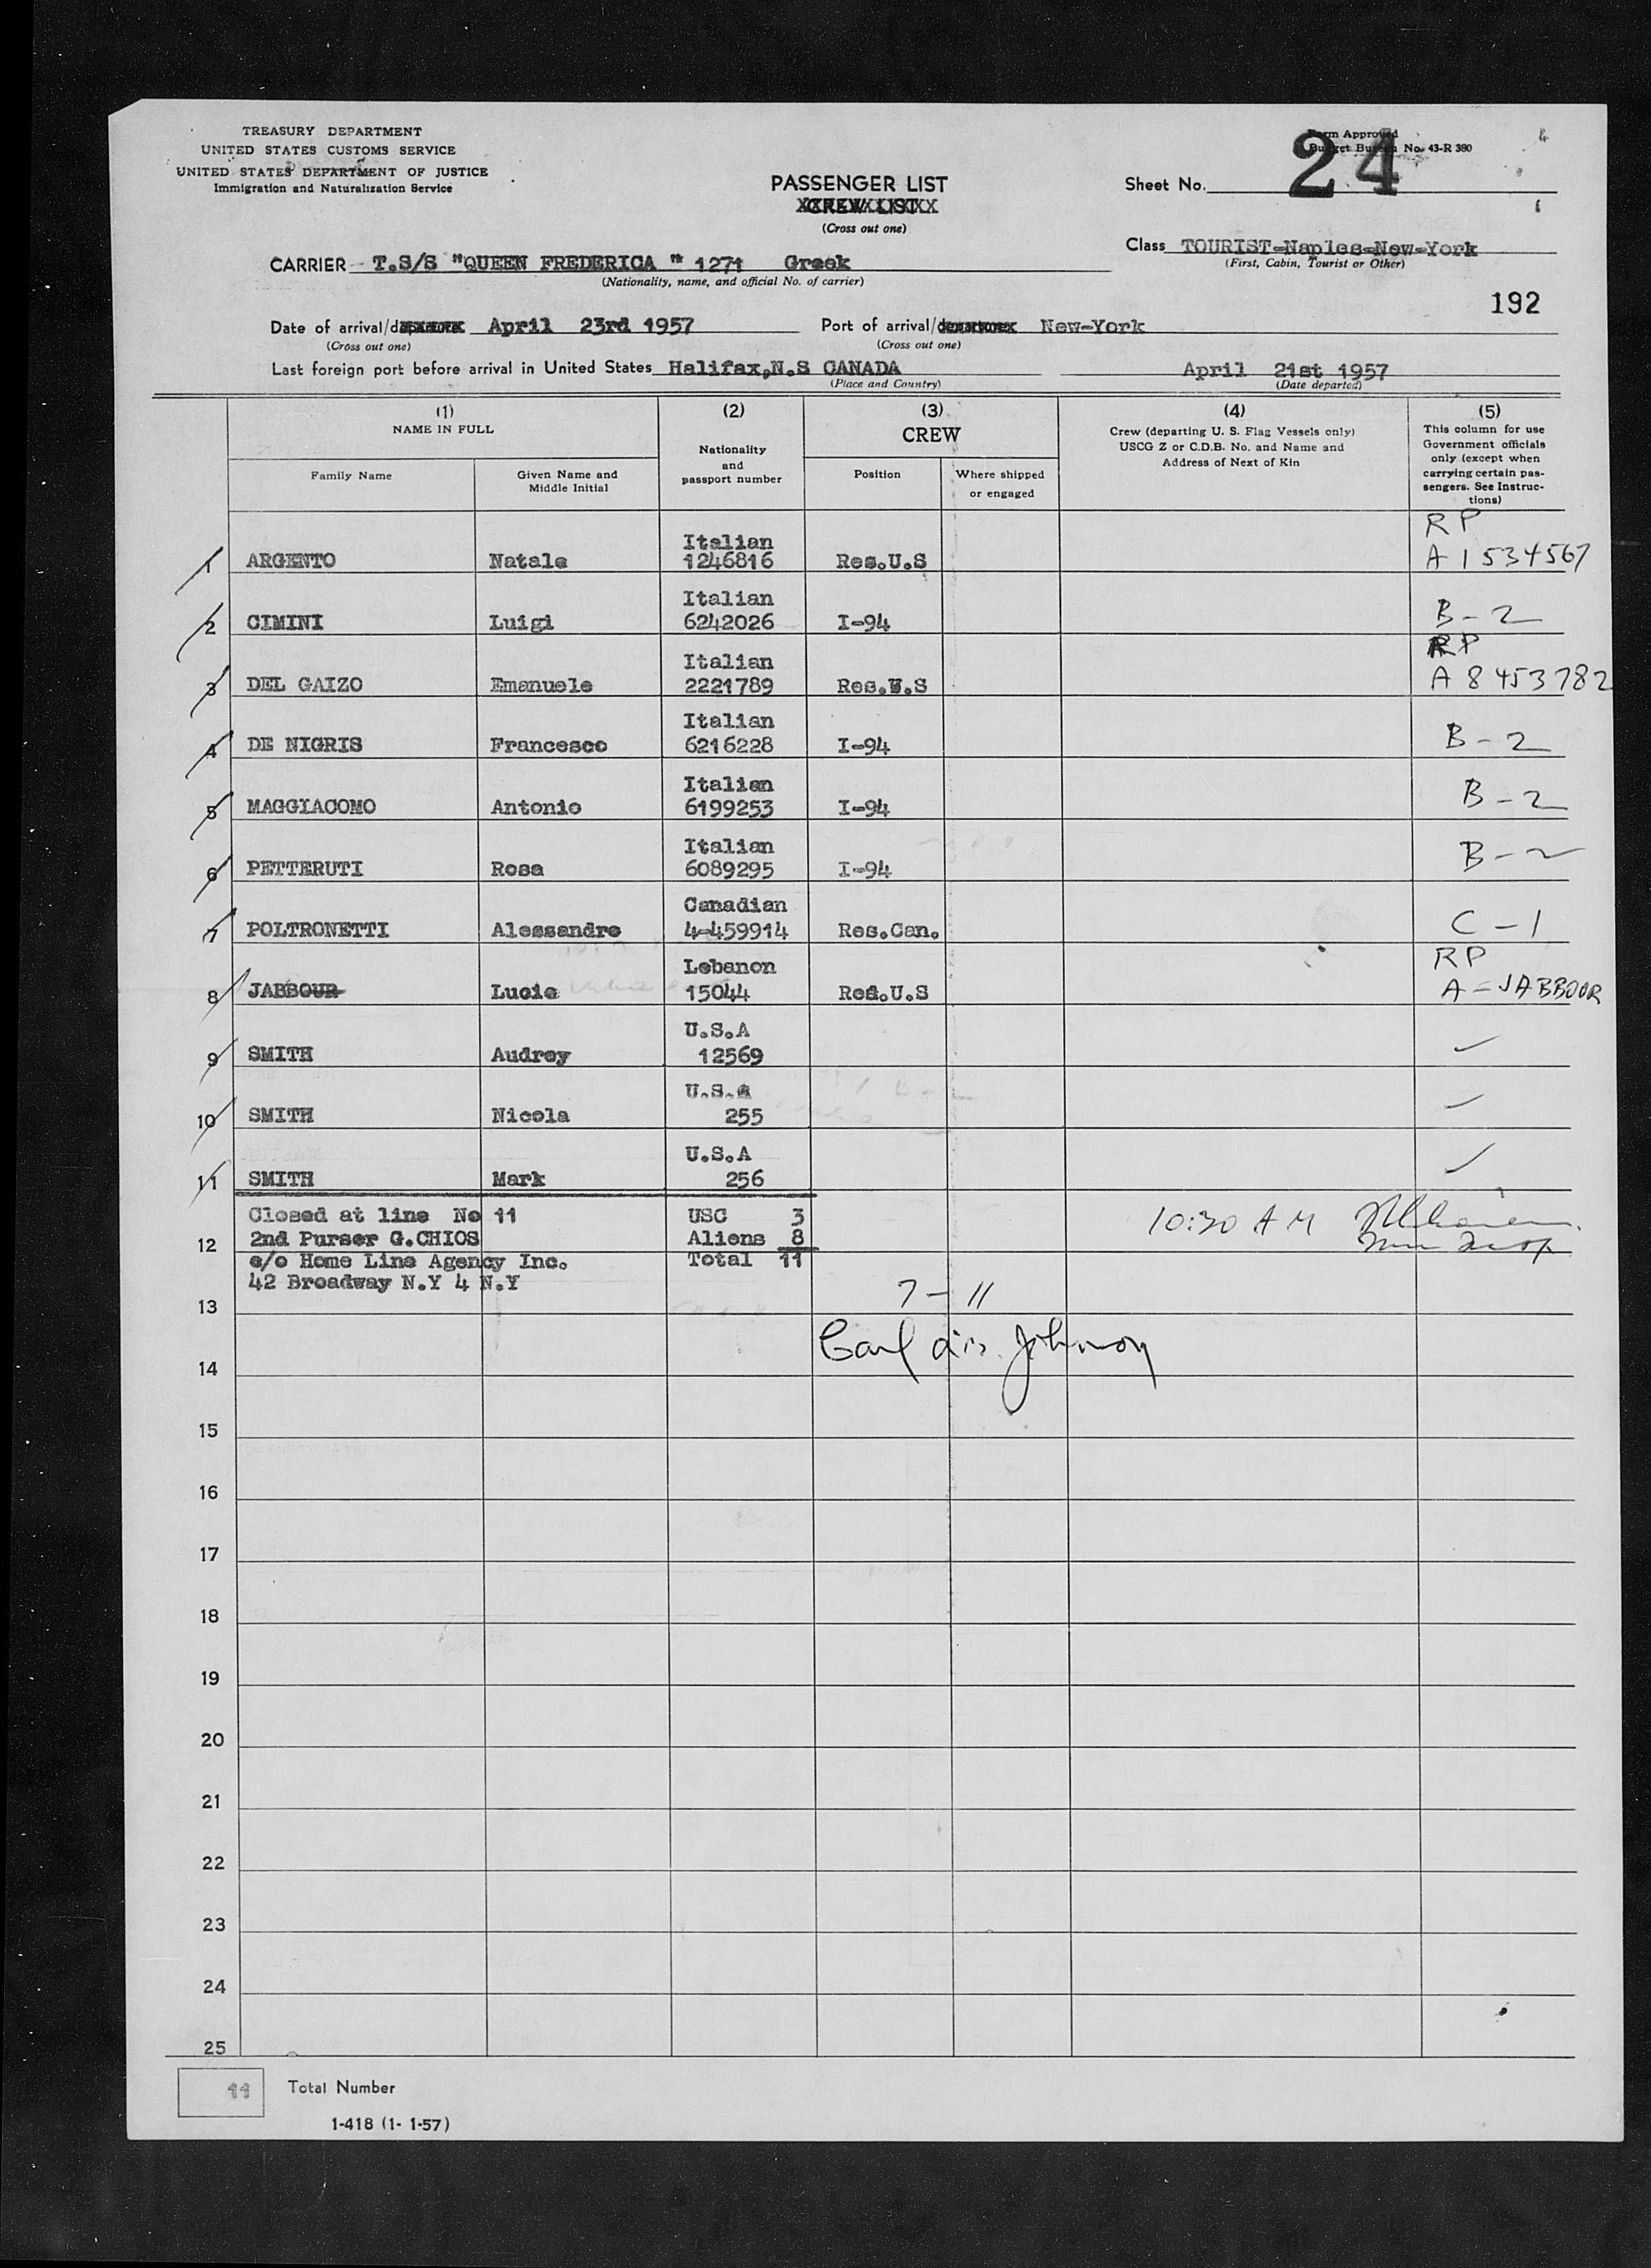 TREASURY DEPARTMENT
UNITED STATES CUSTOMS SERVICE
UNITED STATES DEPARTMENT OF JUSTICE
Immigration and Naturalization Service
Form Approved
Budget Bureau No. 43-R 380
PASSENGER LIST
CREW LIST
(Cross out one)
Sheet No. 24
Class TOURIST-Naples-New-York
(First, Cabin, Tourist or Other)
CARRIER T.S/S "QUEEN FREDERICA " 1271 Greek
(Nationality, name, and official No. of carrier)
192
Date of arrival/departure April 23rd 1957 Port of arrival/departure New-York
(Cross out one) (Cross out one)
Last foreign port before arrival in United States Halifax,N.S CANADA April 21st 1957
(Place and Country) (Date departed)
(1) (2) (3) (4) (5)
NAME IN FULL
Family Name
Given Name and
Middle Initial
Nationality
and
passport number
CREW
Position
Where shipped
or engaged
Crew (departing U. S. Flag Vessels only)
USCG Z or C.D.B. No. and Name and
Address of Next of Kin
This column for use
Government officials
only (except when
carrying certain pas-
sengers. See Instruc-
tions)
Italian RP
1 ARGENTO Natale 1246816 Res.U.S A 1 534567
Italian
2 CIMINI Luigi 6242026 I-94 B-2
Italian RP
3 DEL GAIZO Emanuele 2221789 Res.U.S A 8 453782
Italian
4 DE NIGRIS Francesco 6216228 I-94 B-2
Italian
5 MAGGIACOMO Antonio 6199253 I-94 B-2
Italian
6 PETTERUTI Rosa 6089295 I-94 B-2
Canadian
7 POLTRONETTI Alessandro 4-459914 Res.Can. C-1
Lebanon RP
8 JABBOUR Lucie 15044 Res.U.S A = JABBOUR
U.S.A
9 SMITH Audrey 12569
U.S.A
10 SMITH Nicola 255
U.S.A
11 SMITH Mark 256
Closed at line No 11 USC 3
10:30 AM
12 2nd Purser G.CHIOS Aliens 8
c/o Home Line Agency Inc. Total 11
42 Broadway N.Y 4 N.Y
13 7-11
14 Johnson
15
16
17
18
19
20
21
22
23
24
25
11 Total Number
1-418 (1- 1-57)